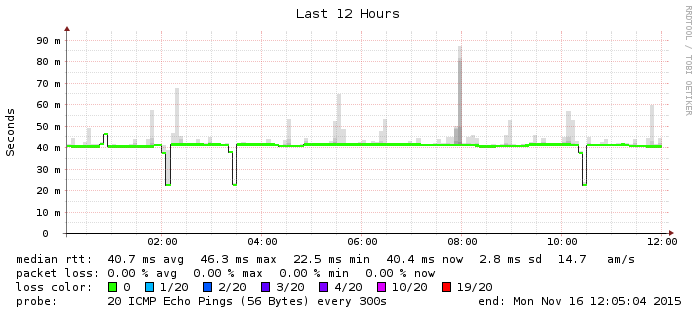 Last 12 Hours
RRDTOOL / TOBI OETIKER
Seconds
90 m
80 m
70 m
60 m
50 m
40 m
30 m
20 m
10 m
0
02:00 04:00 06:00 08:00 10:00 12:00
median rtt: 40.7 ms avg 46.3 ms max 22.5 ms min 40.4 ms now 2.8 ms sd 14.7 am/s
packet loss: 0.00 % avg 0.00 % max 0.00 % min 0.00 % now
loss color: 0 1/20 2/20 3/20 4/20 10/20 19/20
probe: 20 ICMP Echo Pings (56 Bytes) every 300s end: Mon Nov 16 12:05:04 2015